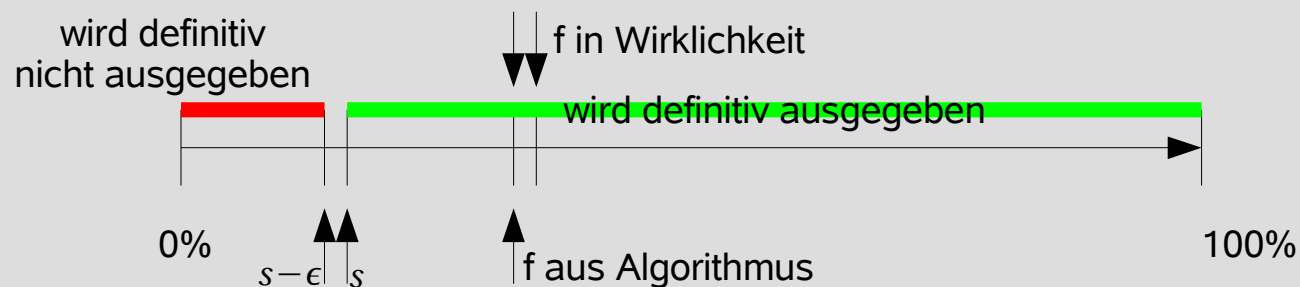 wird definitiv
nicht ausgegeben
f in Wirklichkeit
wird definitiv ausgegeben
0%
100%
s−ϵ
s
f aus Algorithmus